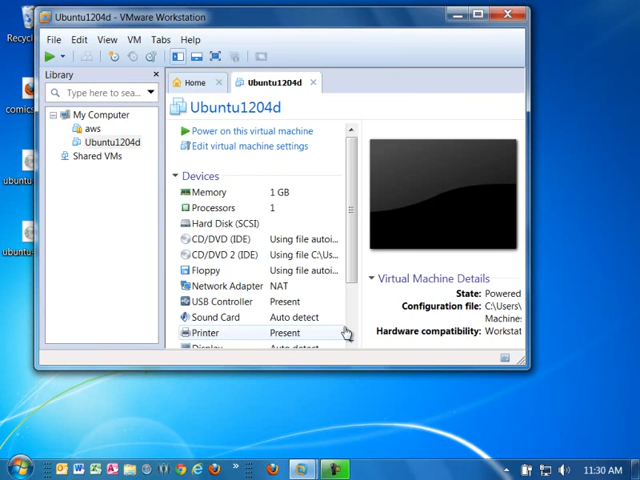 Recyc
Ubuntu1204d - VMware Workstation
File Edit View VM Tabs Help
Library
Type here to sea...
Home
Ubuntu1204d
My Computer
aws
Ubuntu1204d
Shared VMs
Ubuntu1204d
Power on this virtual machine
Edit virtual machine settings
Devices
Memory 1 GB
Processors 1
Hard Disk (SCSI)
CD/DVD (IDE) Using file autoi...
CD/DVD 2 (IDE) Using file C:\Us...
Floppy Using file autoi...
Network Adapter NAT
USB Controller Present
Sound Card Auto detect
Printer Present
Display Auto detect
Virtual Machine Details
State: Powered
Configuration file: C:\Users\
Machine:
Hardware compatibility: Workstat
comics
ubuntu
ubuntu-
11:30 AM